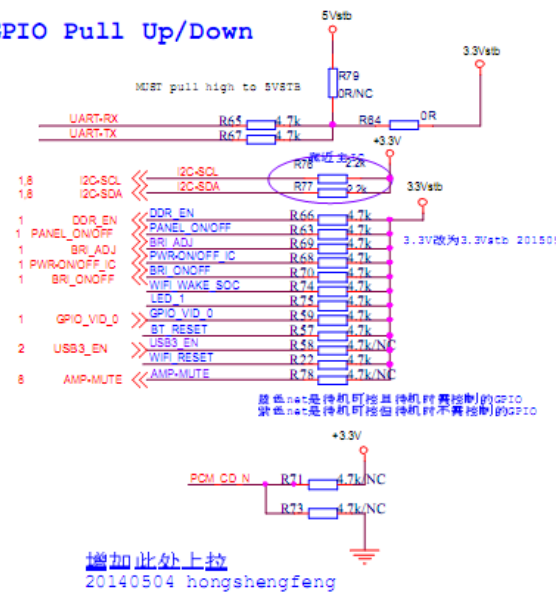 GPIO Pull Up/Down
5Vstb
3.3Vstb
R79
0R/NC
MUST pull high to 5VSTB
UART-RX R65 4.7k R64 0R
UART-TX R67 4.7k
+3.3V
靠近主IC
1,8 I2C-SCL I2C-SCL R76 2.2k
1,8 I2C-SDA I2C-SDA R77 2.2k
3.3Vstb
1 DDR_EN DDR_EN R66 4.7k
1 PANEL_ON/OFF PANEL_ON/OFF R63 4.7k
1 BRI_ADJ BRI_ADJ R69 4.7k
3.3V改为3.3Vstb 201505
1 PWR-ON/OFF_IC PWR-ON/OFF_IC R68 4.7k
1 BRI_ONOFF BRI_ONOFF R70 4.7k
WIFI_WAKE_SOC R74 4.7k
LED_1 R75 4.7k
1 GPIO_VID_0 GPIO_VID_0 R59 4.7k
BT_RESET R57 4.7k
2 USB3_EN USB3_EN R58 4.7k/NC
WIFI_RESET R22 4.7k
8 AMP-MUTE AMP-MUTE R78 4.7k/NC
蓝色net是待机可控且待机时需控制的GPIO
紫色net是待机可控但待机时不需控制的GPIO
+3.3V
PCM_CD_N R71 4.7k/NC
R73 4.7k/NC
增加此处上拉
20140504 hongshengfeng